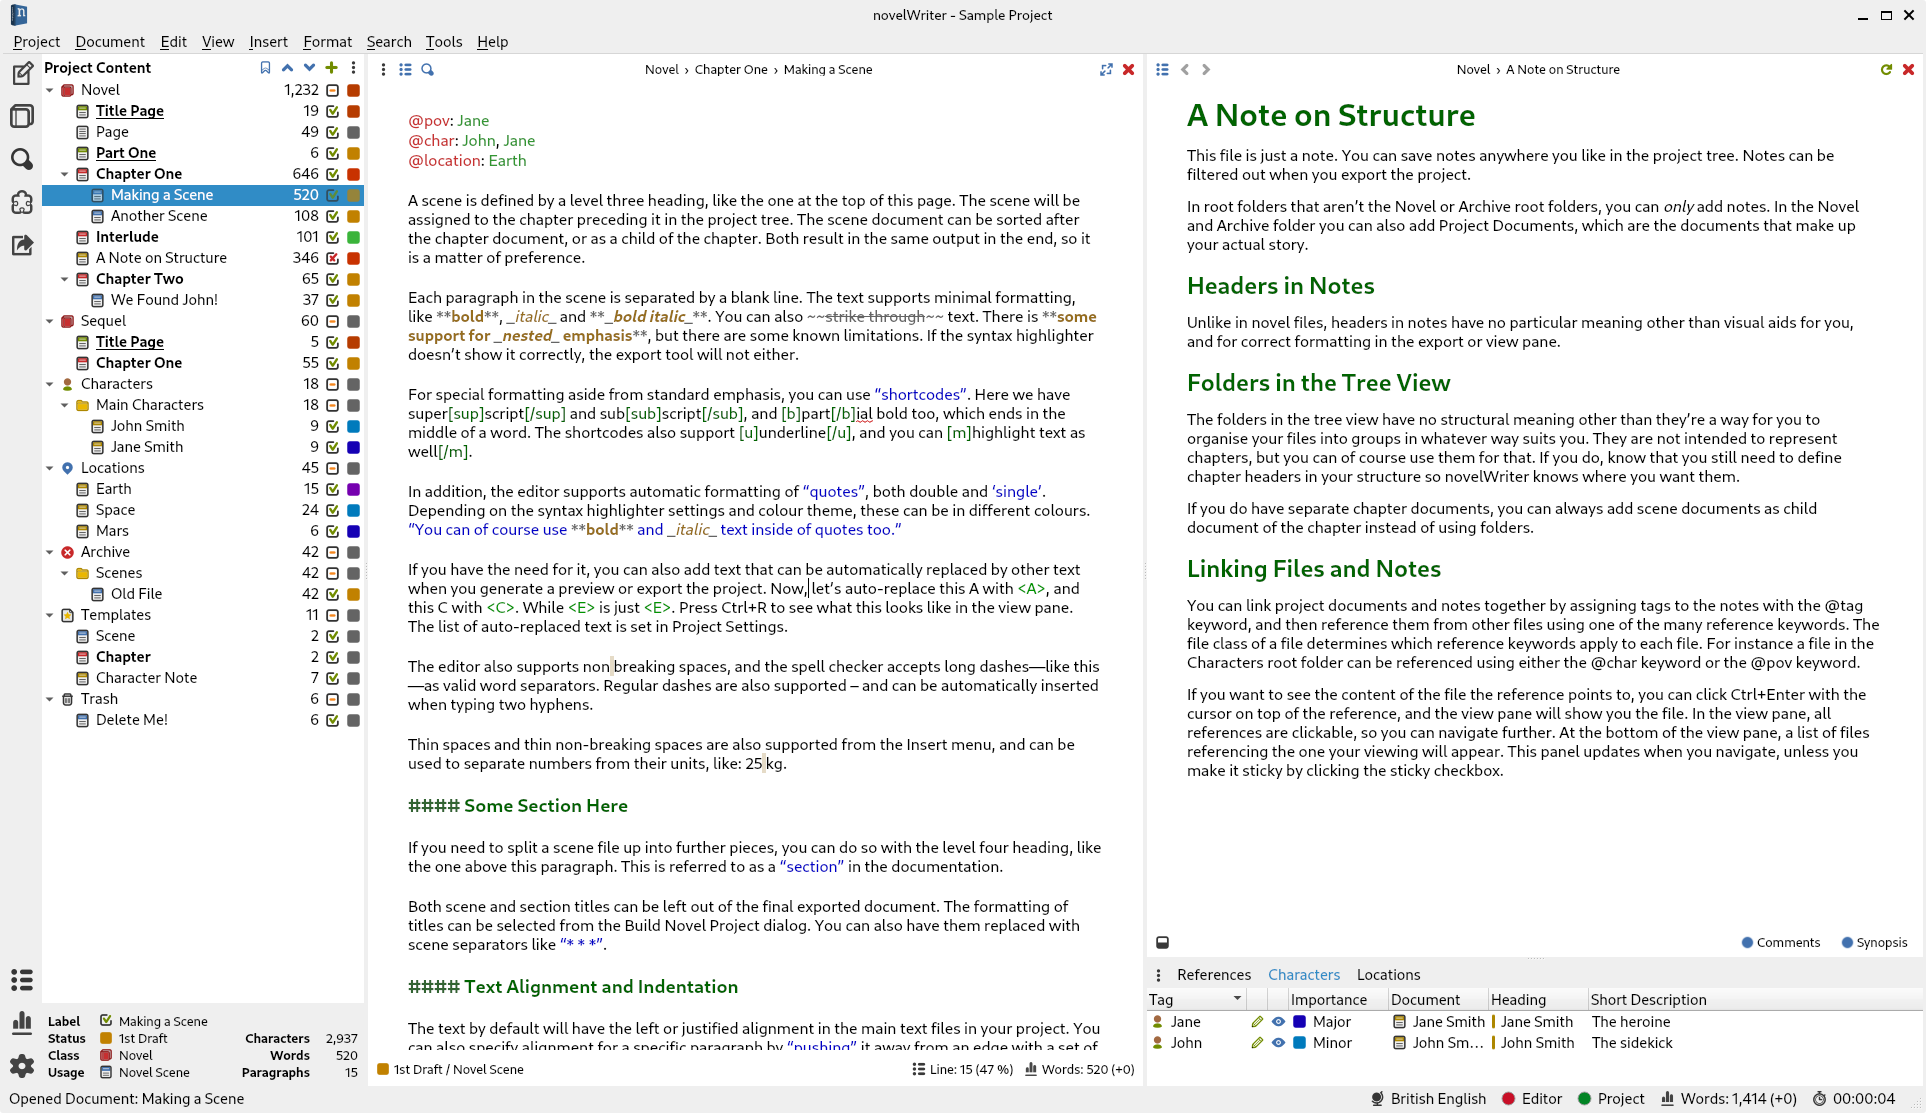 novelWriter - Sample Project
Project Document Edit View Insert Format Search Tools Help
Project Content
Novel 1,232
Title Page 19
Page 49
Part One 6
Chapter One 646
Making a Scene 520
Another Scene 108
Interlude 101
A Note on Structure 346
Chapter Two 65
We Found John! 37
Sequel 60
Title Page 5
Chapter One 55
Characters 18
Main Characters 18
John Smith 9
Jane Smith 9
Locations 45
Earth 15
Space 24
Mars 6
Archive 42
Scenes 42
Old File 42
Templates 11
Scene 2
Chapter 2
Character Note 7
Trash 6
Delete Me! 6
Label Making a Scene
Status 1st Draft Characters 2,937
Class Novel Words 520
Usage Novel Scene Paragraphs 15
Novel › Chapter One › Making a Scene
@pov: Jane
@char: John, Jane
@location: Earth
A scene is defined by a level three heading, like the one at the top of this page. The scene will be
assigned to the chapter preceding it in the project tree. The scene document can be sorted after
the chapter document, or as a child of the chapter. Both result in the same output in the end, so it
is a matter of preference.
Each paragraph in the scene is separated by a blank line. The text supports minimal formatting,
like **bold**, _italic_ and **_bold italic_**. You can also ~~strike through~~ text. There is **some
support for _nested_ emphasis**, but there are some known limitations. If the syntax highlighter
doesn’t show it correctly, the export tool will not either.
For special formatting aside from standard emphasis, you can use “shortcodes”. Here we have
super[sup]script[/sup] and sub[sub]script[/sub], and [b]part[/b]ial bold too, which ends in the
middle of a word. The shortcodes also support [u]underline[/u], and you can [m]highlight text as
well[/m].
In addition, the editor supports automatic formatting of “quotes”, both double and ‘single’.
Depending on the syntax highlighter settings and colour theme, these can be in different colours.
“You can of course use **bold** and _italic_ text inside of quotes too.”
If you have the need for it, you can also add text that can be automatically replaced by other text
when you generate a preview or export the project. Now, let’s auto-replace this A with <A>, and
this C with <C>. While <E> is just <E>. Press Ctrl+R to see what this looks like in the view pane.
The list of auto-replaced text is set in Project Settings.
The editor also supports non breaking spaces, and the spell checker accepts long dashes—like this
—as valid word separators. Regular dashes are also supported – and can be automatically inserted
when typing two hyphens.
Thin spaces and thin non-breaking spaces are also supported from the Insert menu, and can be
used to separate numbers from their units, like: 25 kg.
#### Some Section Here
If you need to split a scene file up into further pieces, you can do so with the level four heading, like
the one above this paragraph. This is referred to as a “section” in the documentation.
Both scene and section titles can be left out of the final exported document. The formatting of
titles can be selected from the Build Novel Project dialog. You can also have them replaced with
scene separators like “* * *”.
#### Text Alignment and Indentation
The text by default will have the left or justified alignment in the main text files in your project. You
can also specify alignment for a specific paragraph by “pushing” it away from an edge with a set of
1st Draft / Novel Scene Line: 15 (47 %) Words: 520 (+0)
Novel › A Note on Structure
A Note on Structure
This file is just a note. You can save notes anywhere you like in the project tree. Notes can be
filtered out when you export the project.
In root folders that aren’t the Novel or Archive root folders, you can only add notes. In the Novel
and Archive folder you can also add Project Documents, which are the documents that make up
your actual story.
Headers in Notes
Unlike in novel files, headers in notes have no particular meaning other than visual aids for you,
and for correct formatting in the export or view pane.
Folders in the Tree View
The folders in the tree view have no structural meaning other than they’re a way for you to
organise your files into groups in whatever way suits you. They are not intended to represent
chapters, but you can of course use them for that. If you do, know that you still need to define
chapter headers in your structure so novelWriter knows where you want them.
If you do have separate chapter documents, you can always add scene documents as child
document of the chapter instead of using folders.
Linking Files and Notes
You can link project documents and notes together by assigning tags to the notes with the @tag
keyword, and then reference them from other files using one of the many reference keywords. The
file class of a file determines which reference keywords apply to each file. For instance a file in the
Characters root folder can be referenced using either the @char keyword or the @pov keyword.
If you want to see the content of the file the reference points to, you can click Ctrl+Enter with the
cursor on top of the reference, and the view pane will show you the file. In the view pane, all
references are clickable, so you can navigate further. At the bottom of the view pane, a list of files
referencing the one your viewing will appear. This panel updates when you navigate, unless you
make it sticky by clicking the sticky checkbox.
Comments Synopsis
References Characters Locations
Tag Importance Document Heading Short Description
Jane Major Jane Smith Jane Smith The heroine
John Minor John Sm... John Smith The sidekick
Opened Document: Making a Scene
British English Editor Project Words: 1,414 (+0) 00:00:04